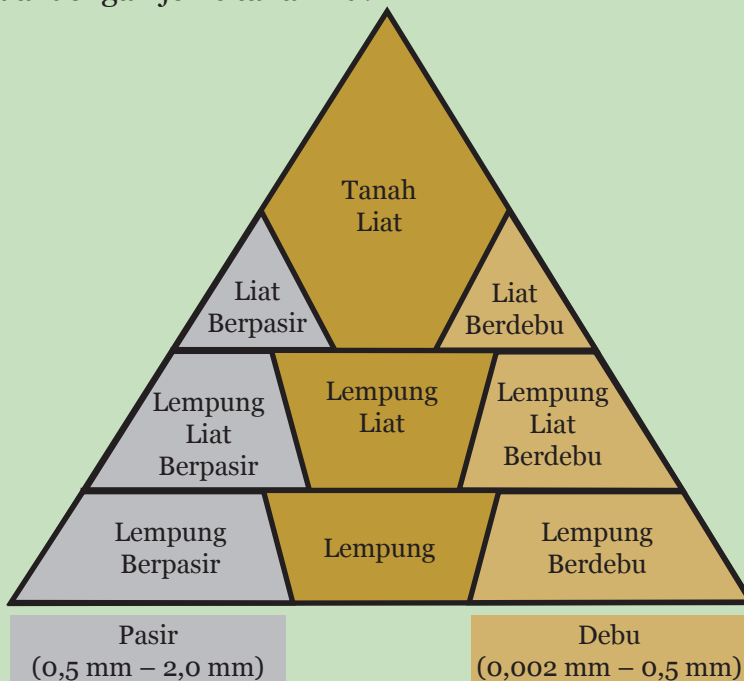 Tanah
Liat
Liat
Berpasir
Liat
Berdebu
Lempung
Liat
Berpasir
Lempung
Liat
Lempung
Liat
Berdebu
Lempung
Berpasir
Lempung
Lempung
Berdebu
Pasir
(0,5 mm – 2,0 mm)
Debu
(0,002 mm – 0,5 mm)